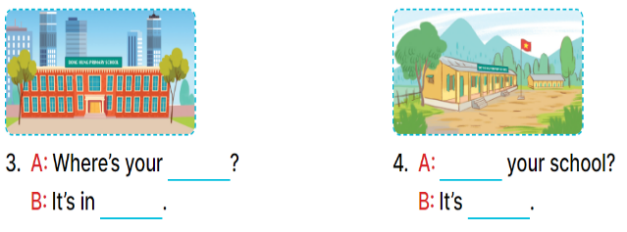 3. A: Where's your ______?
B: It's in ______.
4. A: ______ your school?
B: It's ______.